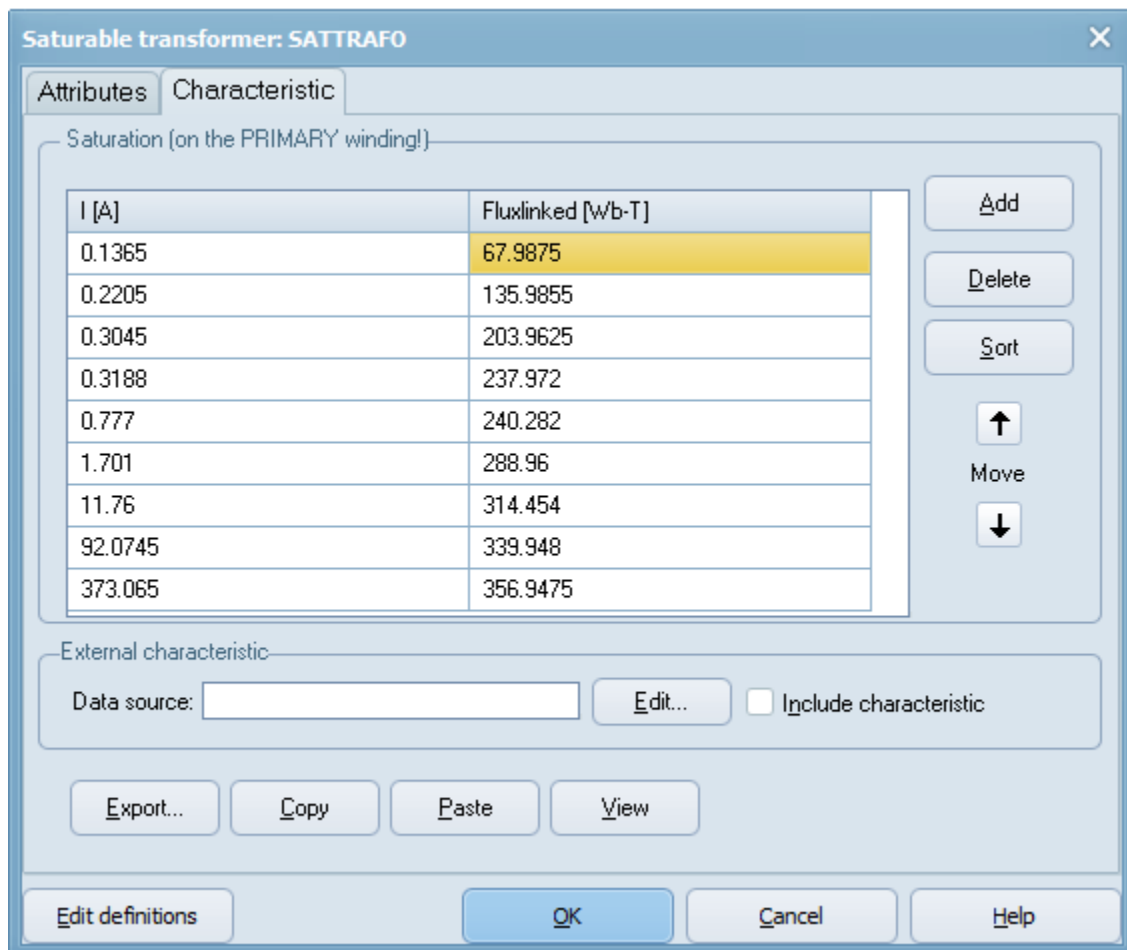 Saturable transformer: SATTRAFO
Attributes Characteristic
Saturation (on the PRIMARY winding!)
I [A] Fluxlinked [Wb-T]
0.1365 67.9875
0.2205 135.9855
0.3045 203.9625
0.3188 237.972
0.777 240.282
1.701 288.96
11.76 314.454
92.0745 339.948
373.065 356.9475
Add
Delete
Sort
Move
External characteristic
Data source: Edit... Include characteristic
Export... Copy Paste View
Edit definitions OK Cancel Help